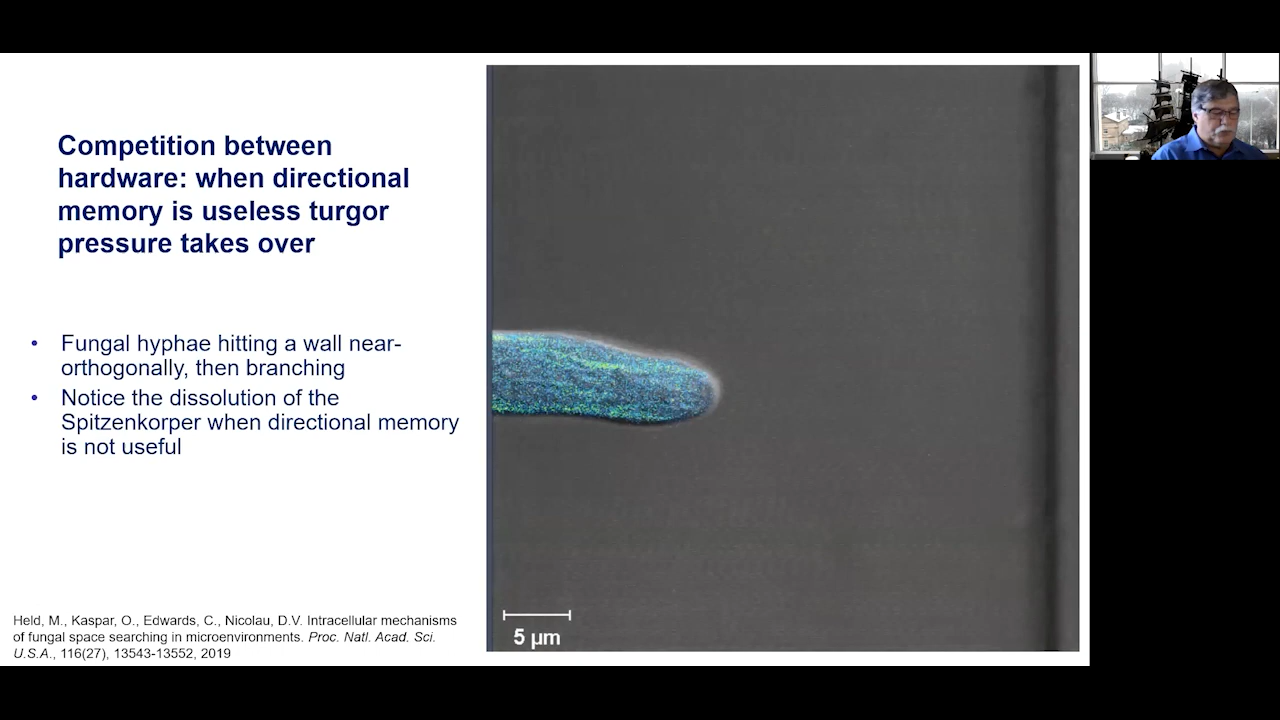 Competition between
hardware: when directional
memory is useless turgor
pressure takes over
• Fungal hyphae hitting a wall near-
orthogonally, then branching
• Notice the dissolution of the
Spitzenkorper when directional memory
is not useful
Held, M., Kaspar, O., Edwards, C., Nicolau, D.V. Intracellular mechanisms
of fungal space searching in microenvironments. Proc. Natl. Acad. Sci.
U.S.A., 116(27), 13543-13552, 2019
5 µm